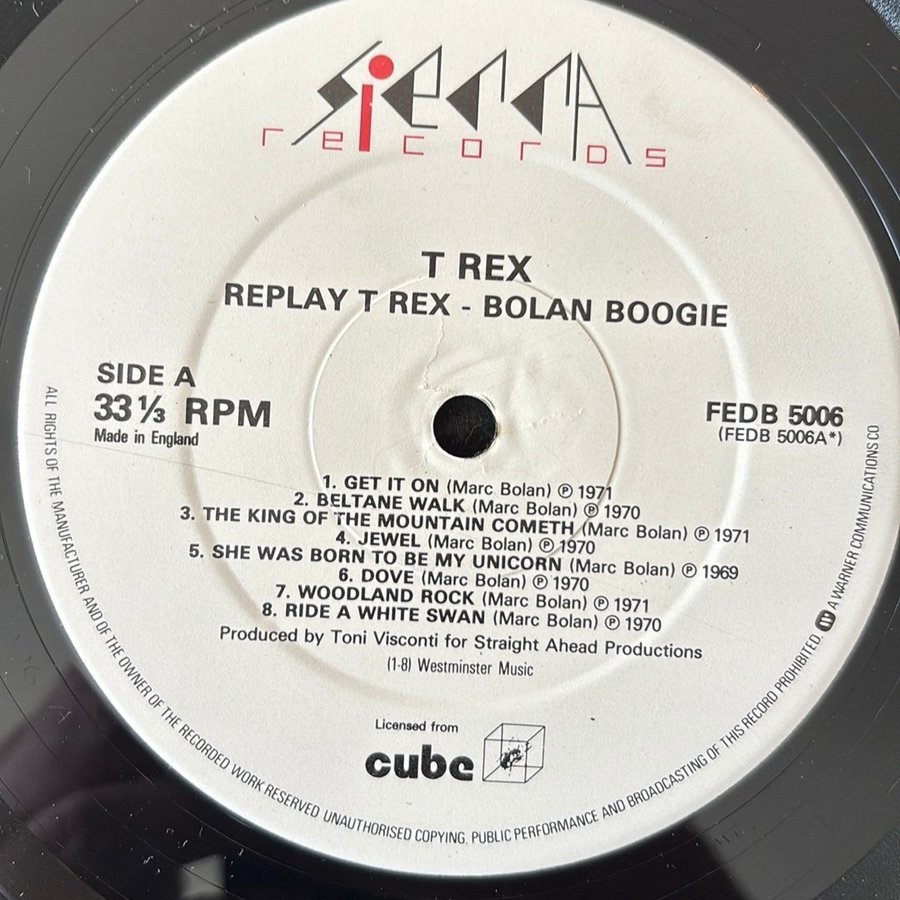 SIERRA
records
T REX
REPLAY T REX - BOLAN BOOGIE
SIDE A
33 1/3 RPM
Made in England
FEDB 5006
(FEDB 5006A*)
1. GET IT ON (Marc Bolan) ℗ 1971
2. BELTANE WALK (Marc Bolan) ℗ 1970
3. THE KING OF THE MOUNTAIN COMETH (Marc Bolan) ℗ 1971
4. JEWEL (Marc Bolan) ℗ 1970
5. SHE WAS BORN TO BE MY UNICORN (Marc Bolan) ℗ 1969
6. DOVE (Marc Bolan) ℗ 1970
7. WOODLAND ROCK (Marc Bolan) ℗ 1971
8. RIDE A WHITE SWAN (Marc Bolan) ℗ 1970
Produced by Toni Visconti for Straight Ahead Productions
(1-8) Westminster Music
Licensed from
cube
ALL RIGHTS OF THE MANUFACTURER AND OF THE OWNER OF THE RECORDED WORK RESERVED. UNAUTHORISED COPYING, PUBLIC PERFORMANCE AND BROADCASTING OF THIS RECORD PROHIBITED. A WARNER COMMUNICATIONS CO